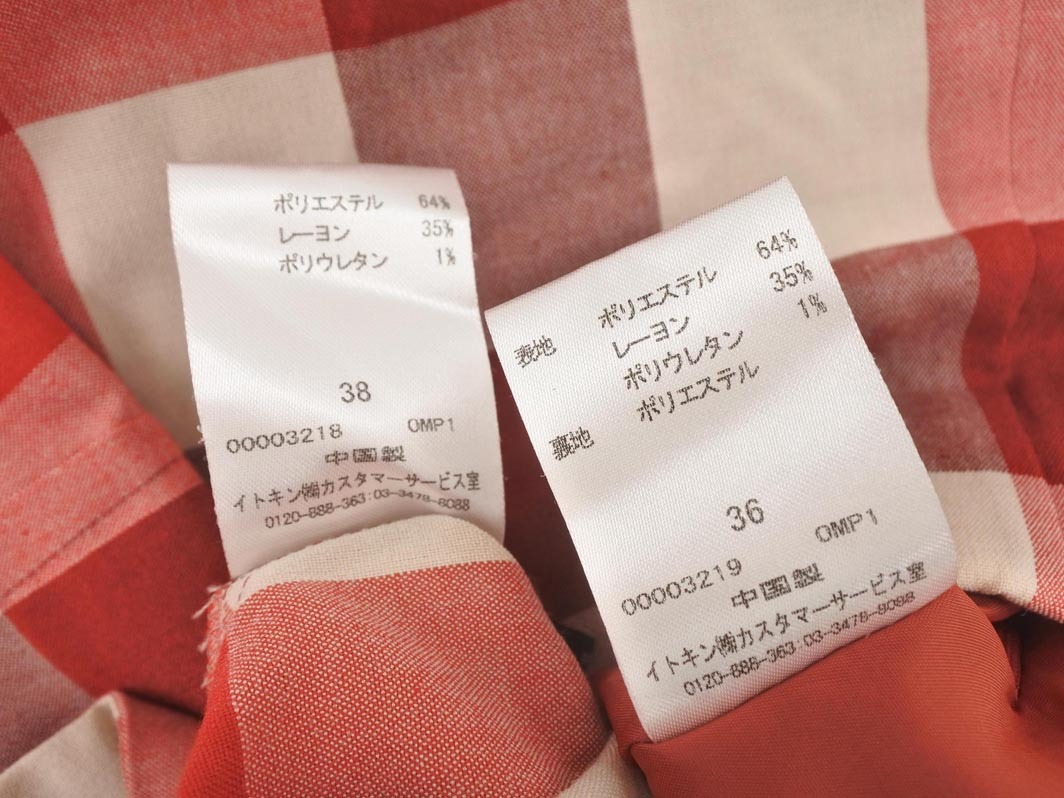 ポリエステル 64%
レーヨン 35%
ポリウレタン 1%
38
00003218 OMP1
中国製
イトキン㈱カスタマーサービス室
0120-888-363:03-3478-8088
表地 ポリエステル 64%
レーヨン 35%
ポリウレタン 1%
裏地 ポリエステル
36
00003219 OMP1
中国製
イトキン㈱カスタマーサービス室
0120-888-363:03-3478-8088